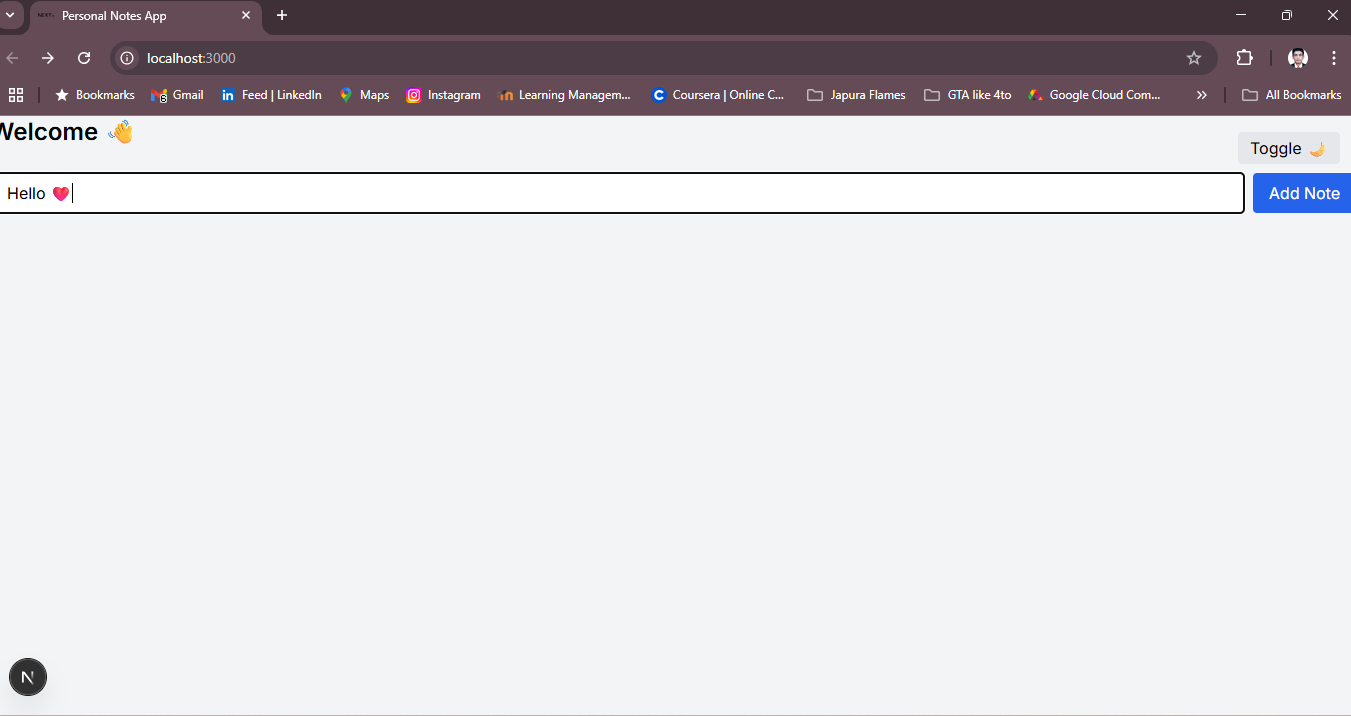 Personal Notes App
localhost:3000
Bookmarks Gmail Feed | LinkedIn Maps Instagram Learning Managem... Coursera | Online C... Japura Flames GTA like 4to Google Cloud Com... » All Bookmarks
Welcome 👋
Toggle 🌙
Hello ❤️
Add Note
N